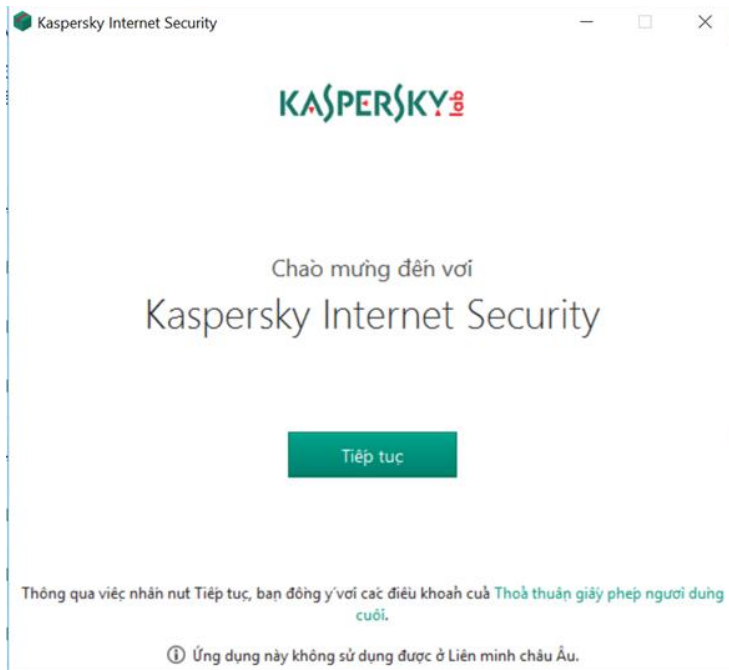 Kaspersky Internet Security
KASPERSKY lab
Chào mừng đến với
Kaspersky Internet Security
Tiếp tục
Thông qua việc nhấn nút Tiếp tục, bạn đồng ý với các điều khoản của Thoả thuận giấy phép người dùng
cuối.
Ứng dụng này không sử dụng được ở Liên minh châu Âu.